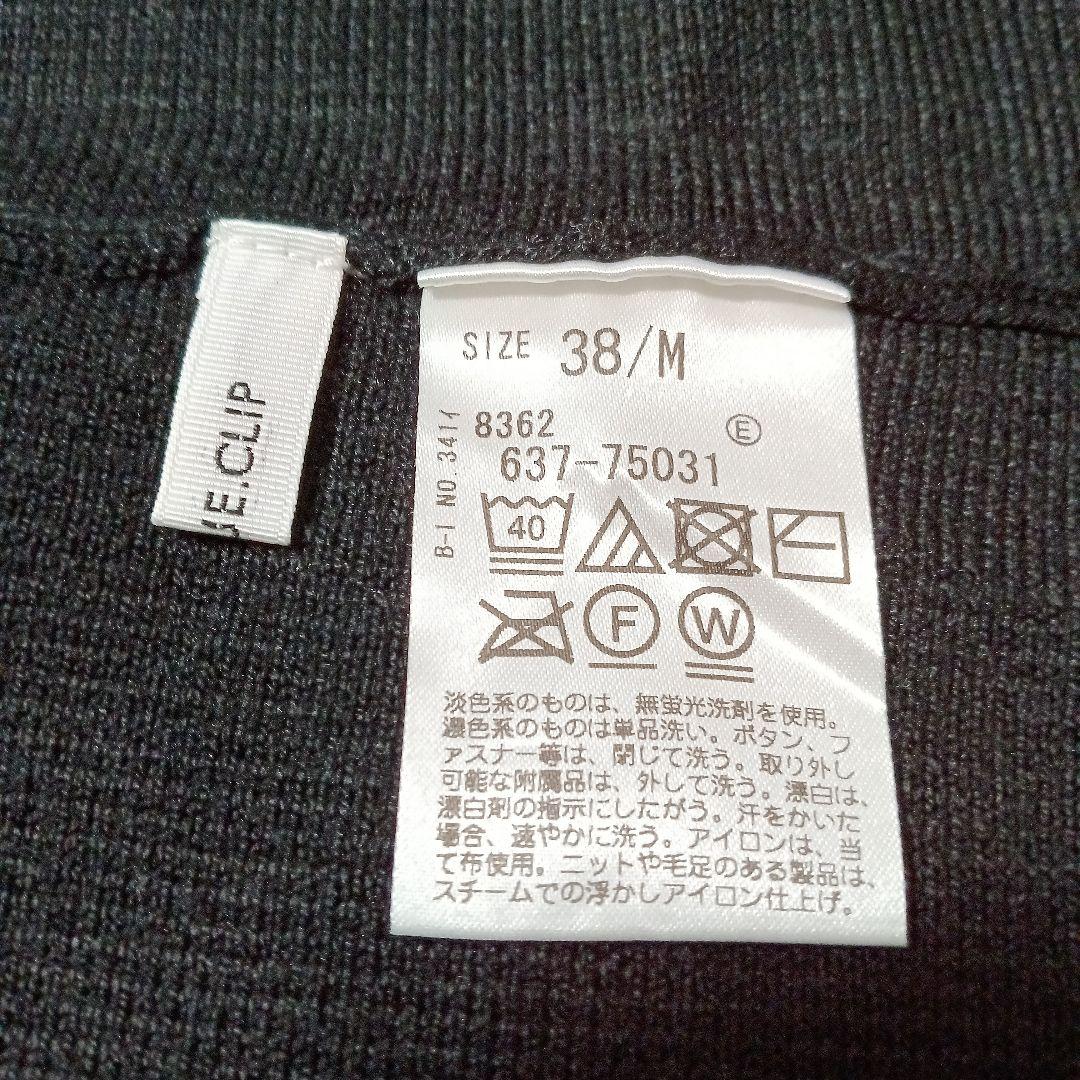 E.CLIP
SIZE 38/M
B-I NO.341イ
8362
Ⓔ
637-75031
40
F
W
淡色系のものは、無蛍光洗剤を使用。
濃色系のものは単品洗い。ボタン、フ
ァスナー等は、閉じて洗う。取り外し
可能な附属品は、外して洗う。漂白は、
漂白剤の指示にしたがう。汗をかいた
場合、速やかに洗う。アイロンは、当
て布使用。ニットや毛足のある製品は、
スチームでの浮かしアイロン仕上げ。